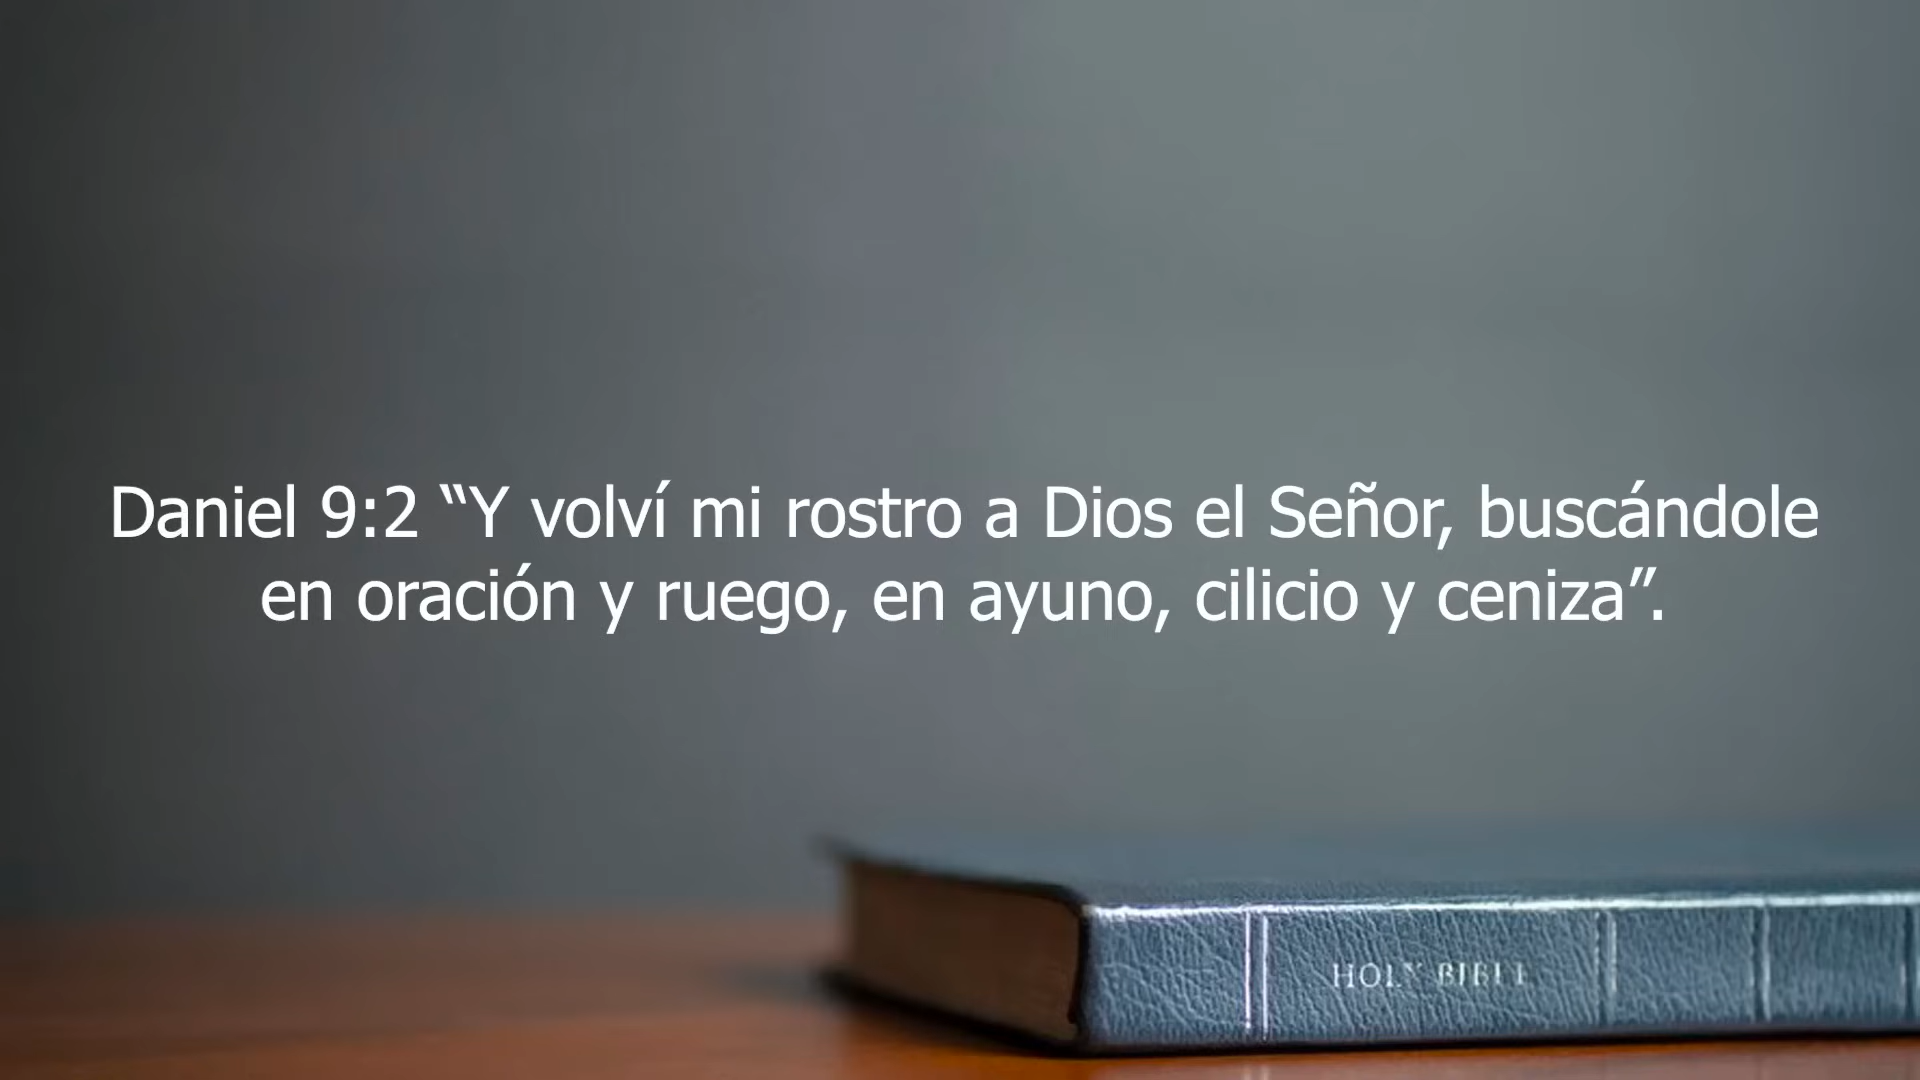 Daniel 9:2 “Y volví mi rostro a Dios el Señor, buscándole
en oración y ruego, en ayuno, cilicio y ceniza”.
HOLY BIBLE